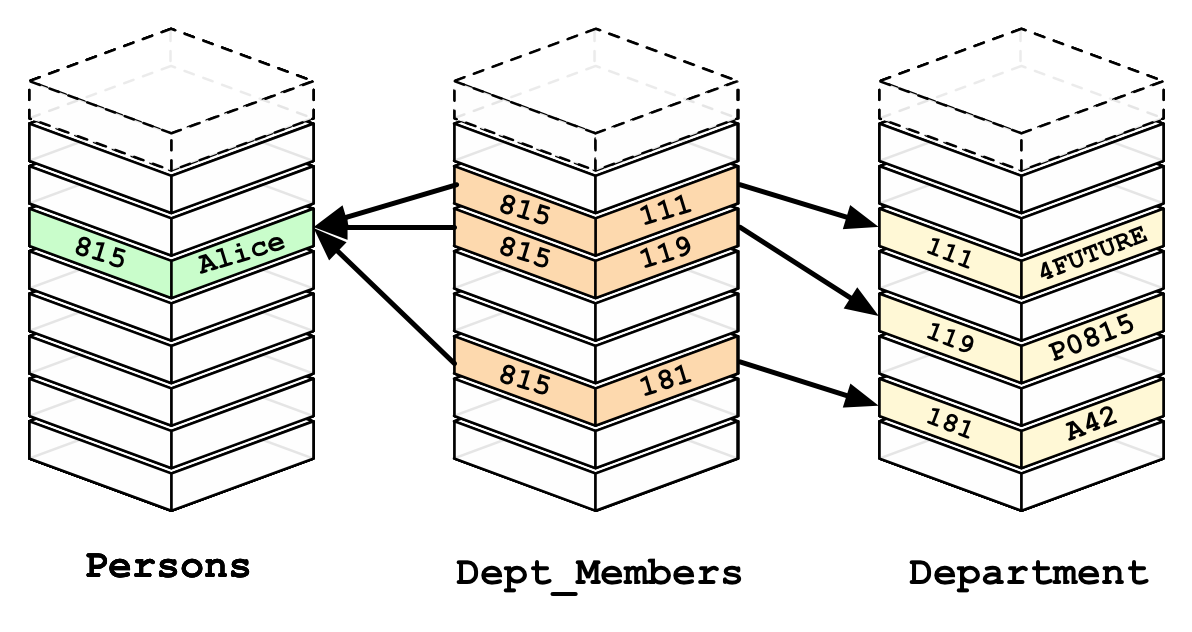 815 Alice
815 111
815 119
815 181
111 4FUTURE
119 P0815
181 A42
Persons
Dept_Members
Department